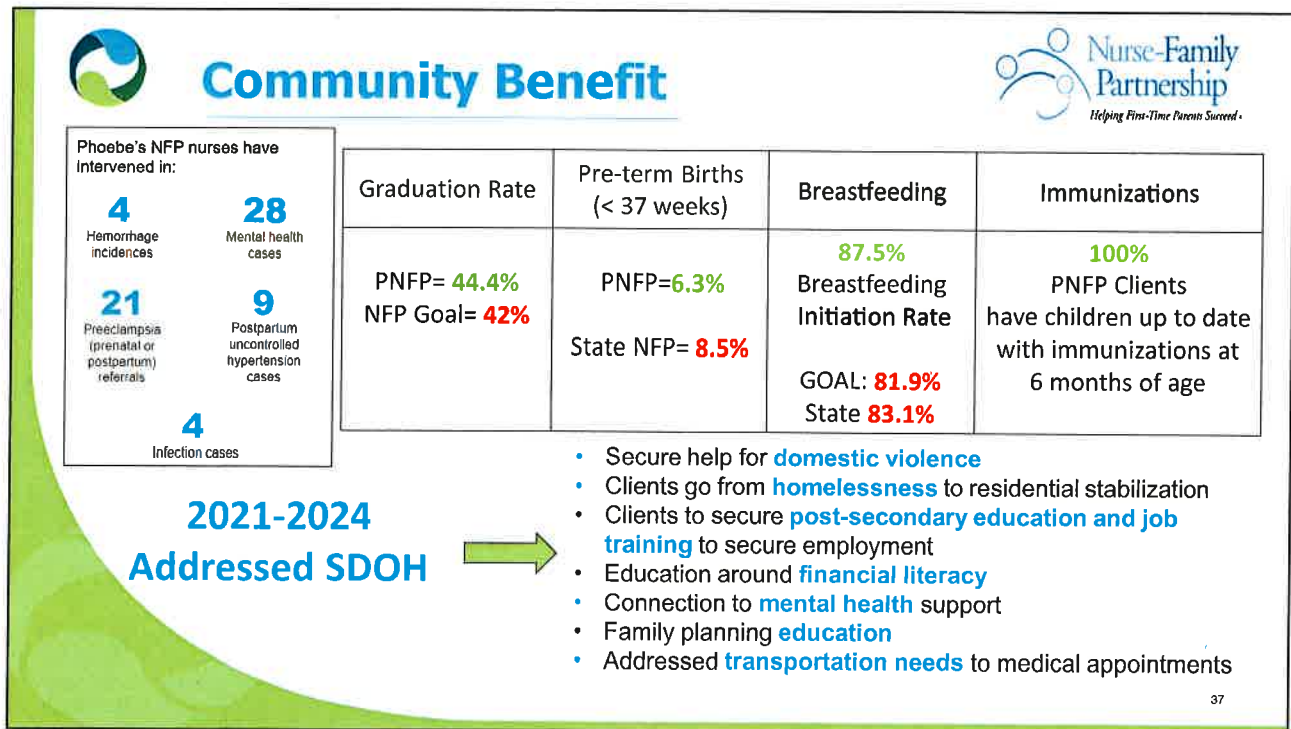 Community Benefit
Nurse-Family
Partnership
Helping First-Time Parents Succeed
Phoebe's NFP nurses have
intervened in:
4
Hemorrhage
incidences
28
Mental health
cases
21
Preeclampsia
(prenatal or
postpartum)
referrals
9
Postpartum
uncontrolled
hypertension
cases
4
Infection cases
Graduation Rate
Pre-term Births
(< 37 weeks)
Breastfeeding
Immunizations
PNFP= 44.4%
NFP Goal= 42%
PNFP=6.3%
State NFP= 8.5%
87.5%
Breastfeeding
Initiation Rate
GOAL: 81.9%
State 83.1%
100%
PNFP Clients
have children up to date
with immunizations at
6 months of age
2021-2024
Addressed SDOH
• Secure help for domestic violence
• Clients go from homelessness to residential stabilization
• Clients to secure post-secondary education and job
training to secure employment
• Education around financial literacy
• Connection to mental health support
• Family planning education
• Addressed transportation needs to medical appointments
37